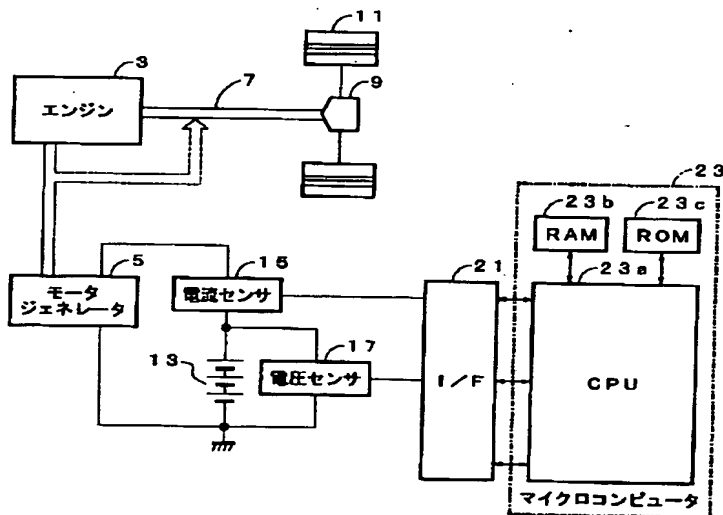 11
3
エンジン
7
9
23
23b
23c
RAM
ROM
5
モータ
ジェネレータ
15
電流センサ
21
23a
13
17
電圧センサ
I/F
CPU
マイクロコンピュータ